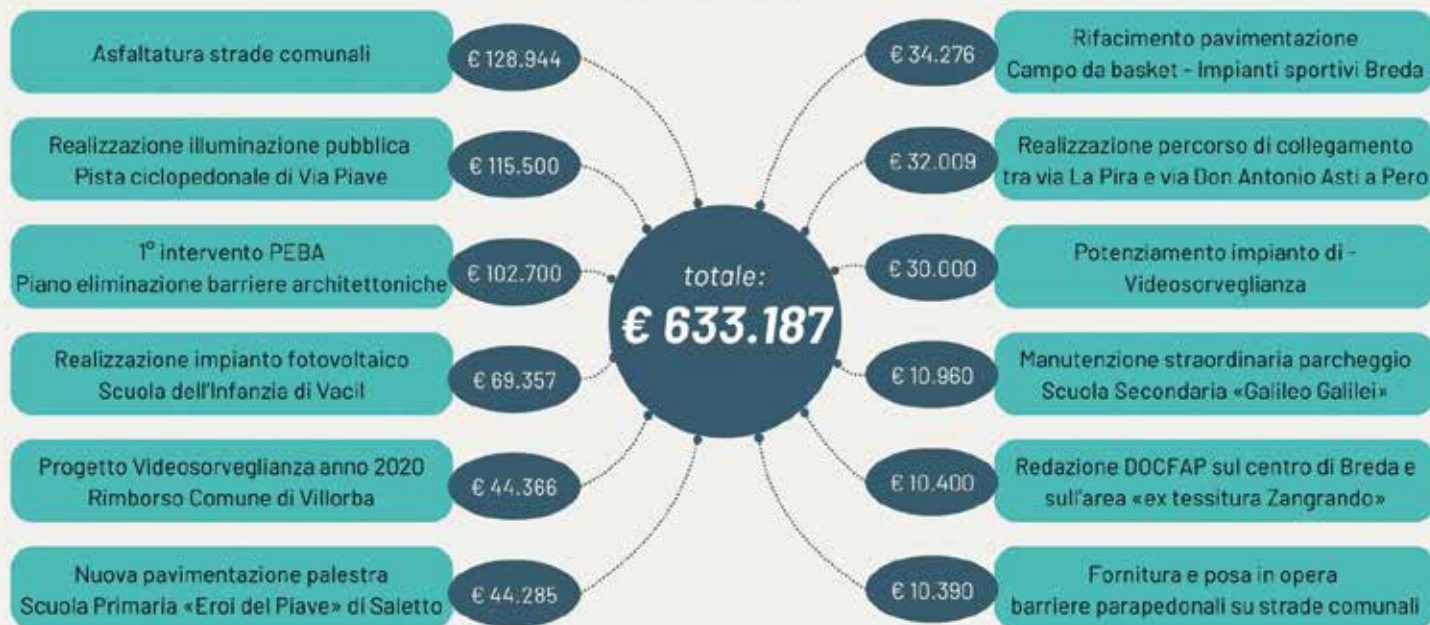 Asfaltatura strade comunali
€ 128.944
Realizzazione illuminazione pubblica
Pista ciclopedonale di Via Piave
€ 115.500
1° intervento PEBA
Piano eliminazione barriere architettoniche
€ 102.700
Realizzazione impianto fotovoltaico
Scuola dell'Infanzia di Vacil
€ 69.357
Progetto Videosorveglianza anno 2020
Rimborso Comune di Villorba
€ 44.366
Nuova pavimentazione palestra
Scuola Primaria «Eroi del Piave» di Saletto
€ 44.285
totale:
€ 633.187
€ 34.276
Rifacimento pavimentazione
Campo da basket - Impianti sportivi Breda
€ 32.009
Realizzazione percorso di collegamento
tra via La Pira e via Don Antonio Asti a Pero
€ 30.000
Potenziamento impianto di -
Videosorveglianza
€ 10.960
Manutenzione straordinaria parcheggio
Scuola Secondaria «Galileo Galilei»
€ 10.400
Redazione DOCFAP sul centro di Breda e
sull'area «ex tessitura Zangrando»
€ 10.390
Fornitura e posa in opera
barriere parapedonali su strade comunali